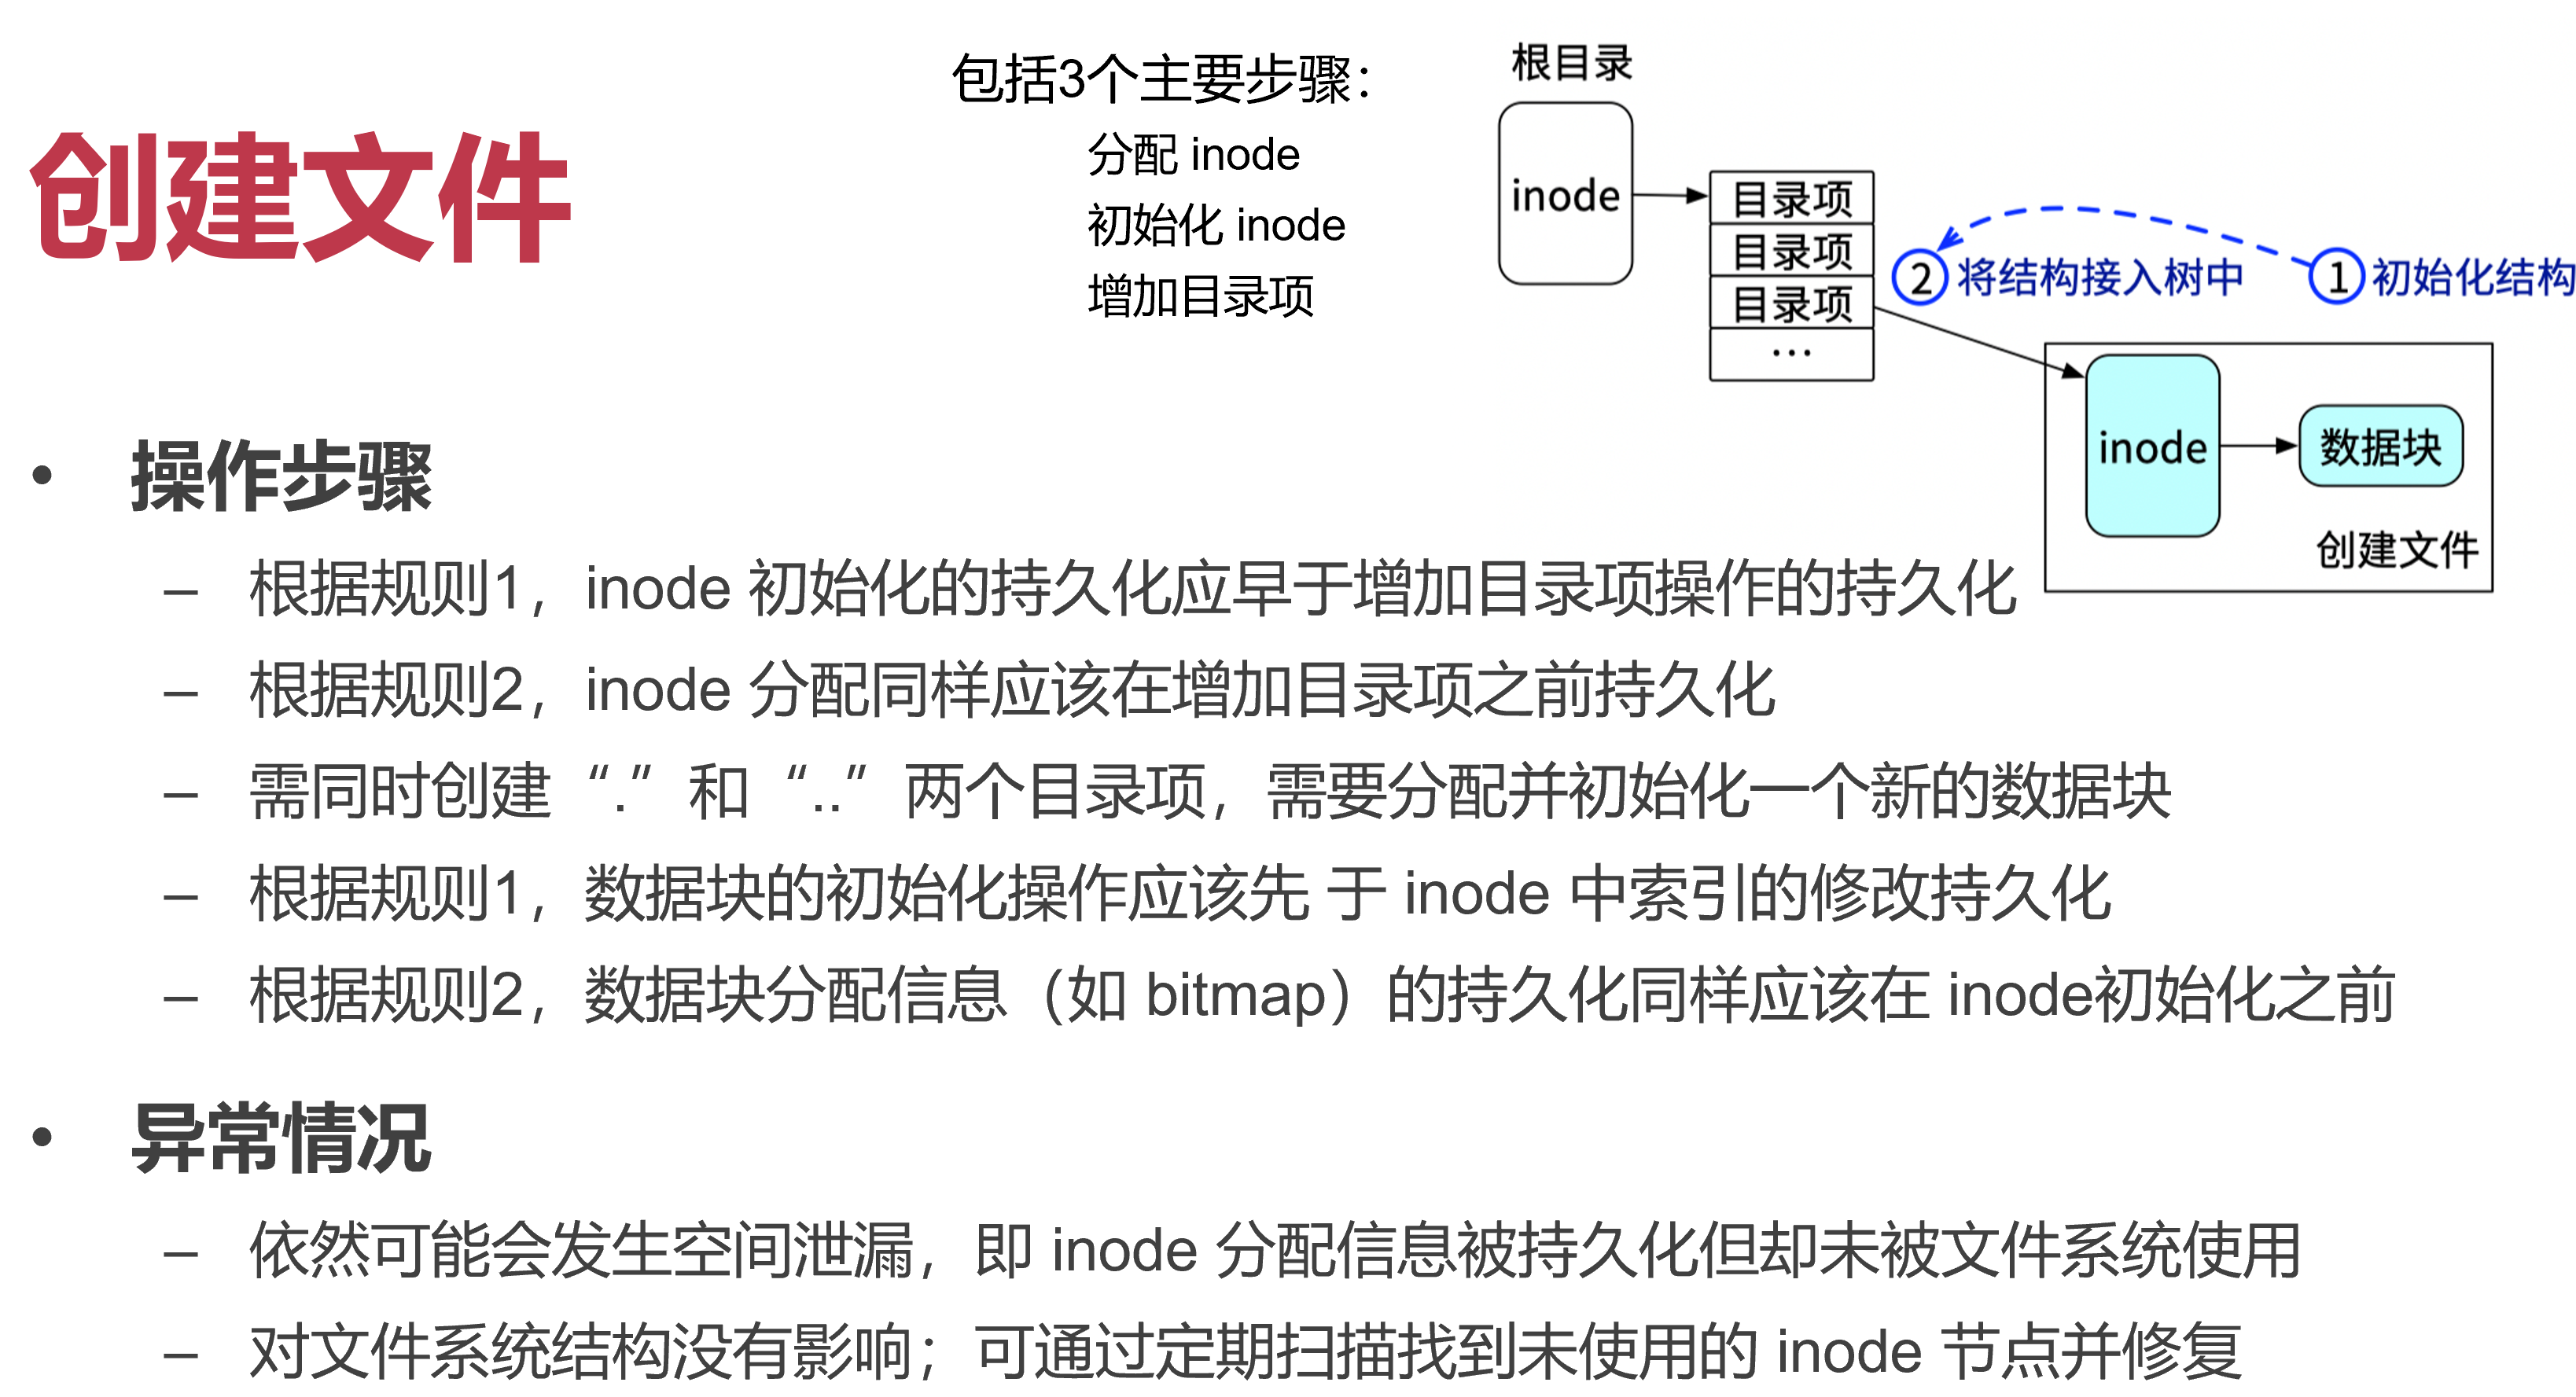 创建文件
包括3个主要步骤：
分配 inode
初始化 inode
增加目录项
根目录
inode
目录项
目录项
目录项
…
② 将结构接入树中
① 初始化结构
inode
数据块
创建文件
• 操作步骤
– 根据规则1，inode 初始化的持久化应早于增加目录项操作的持久化
– 根据规则2，inode 分配同样应该在增加目录项之前持久化
– 需同时创建“.”和“..”两个目录项，需要分配并初始化一个新的数据块
– 根据规则1，数据块的初始化操作应该先 于 inode 中索引的修改持久化
– 根据规则2，数据块分配信息（如 bitmap）的持久化同样应该在 inode初始化之前
• 异常情况
– 依然可能会发生空间泄漏，即 inode 分配信息被持久化但却未被文件系统使用
– 对文件系统结构没有影响；可通过定期扫描找到未使用的 inode 节点并修复